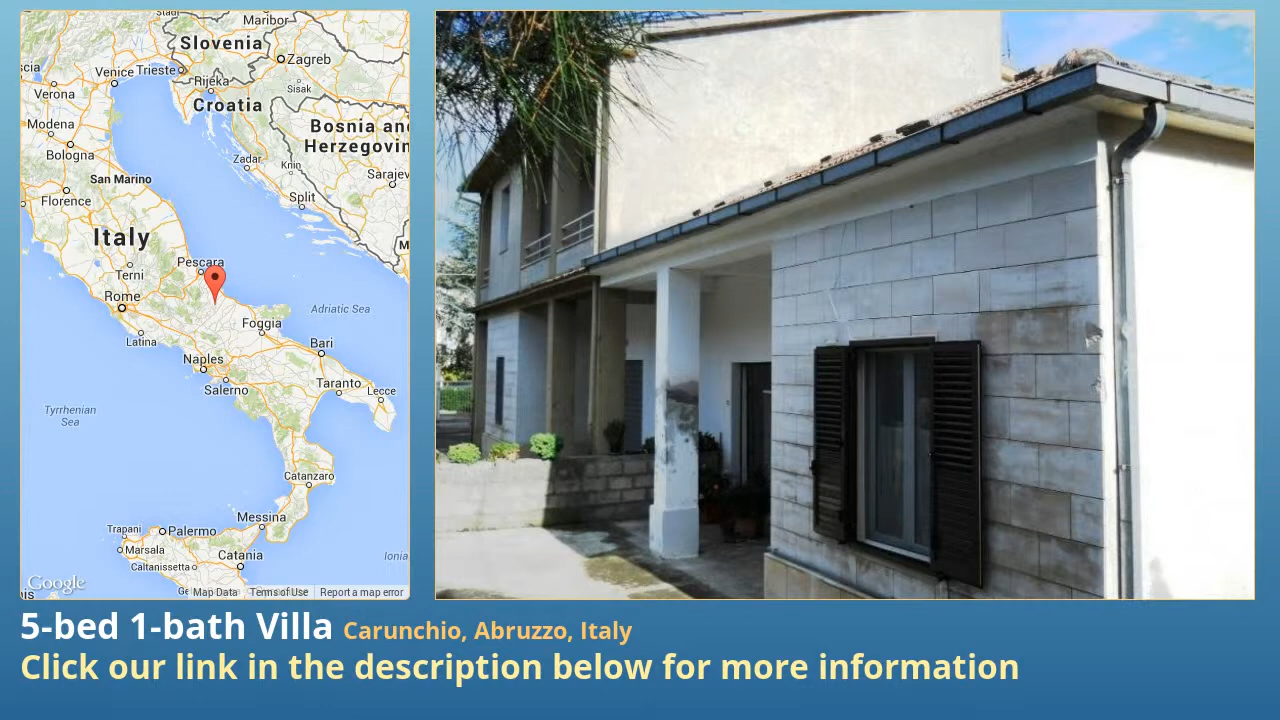 Stadl
Maribor
Slovenia
Zagreb
Venice
Trieste
Verona
Rijeka
Sisak
Croatia
Modena
Bosnia and
Herzegovin
Bologna
Zadar
Knin
San Marino
Sarajev
Florence
Split
Italy
Pescara
Terni
Rome
Adriatic Sea
Foggia
Latina
Bari
Naples
Taranto
Salerno
Lecce
Tyrrhenian
Sea
Catanzaro
Messina
Trapani
Palermo
Marsala
Catania
Caltanissetta
Ionia
Google
Map Data
Terms of Use
Report a map error
5-bed 1-bath Villa Carunchio, Abruzzo, Italy
Click our link in the description below for more information